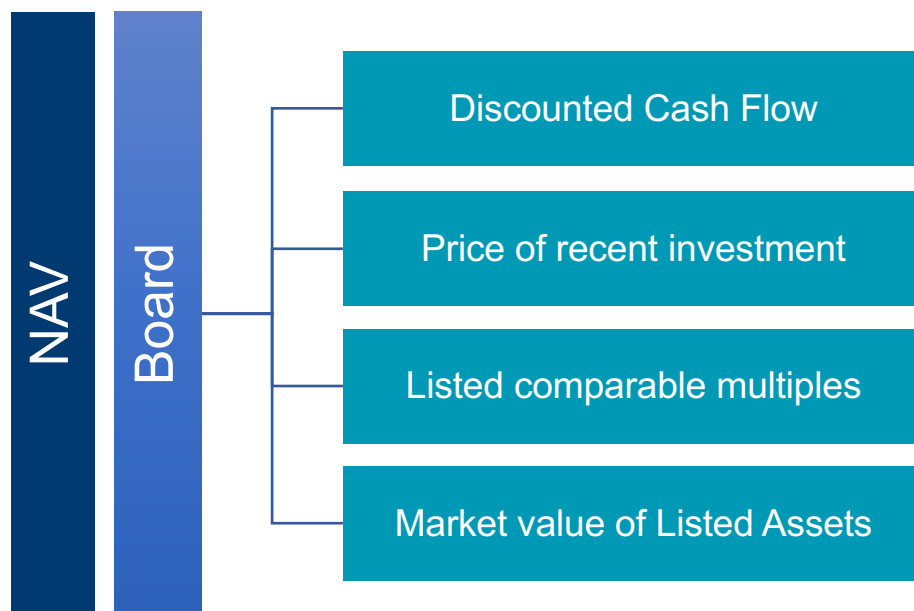 NAV
Board
Discounted Cash Flow
Price of recent investment
Listed comparable multiples
Market value of Listed Assets